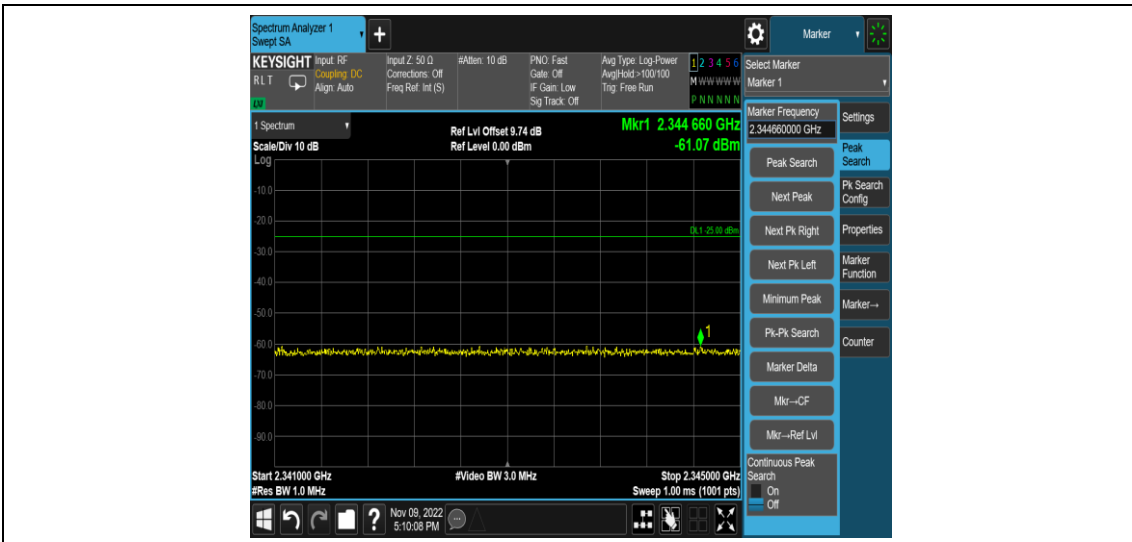 Spectrum Analyzer 1
Swept SA
+
Marker
KEYSIGHT
RLT
LW
Input: RF
Coupling: DC
Align: Auto
Input Z: 50 Ω
Corrections: Off
Freq Ref: Int (S)
#Atten: 10 dB
PNO: Fast
Gate: Off
IF Gain: Low
Sig Track: Off
Avg Type: Log-Power
Avg|Hold:>100/100
Trig: Free Run
1 2 3 4 5 6
M W W W W W
P N N N N N
Select Marker
Marker 1
1 Spectrum
Scale/Div 10 dB
Log
Ref Lvl Offset 9.74 dB
Ref Level 0.00 dBm
Mkr1 2.344 660 GHz
-61.07 dBm
-10.0
-20.0
DL1 -25.00 dBm
-30.0
-40.0
-50.0
1
-60.0
-70.0
-80.0
-90.0
Start 2.341000 GHz
#Res BW 1.0 MHz
#Video BW 3.0 MHz
Stop 2.345000 GHz
Sweep 1.00 ms (1001 pts)
Marker Frequency
2.344660000 GHz
Peak Search
Next Peak
Next Pk Right
Next Pk Left
Minimum Peak
Pk-Pk Search
Marker Delta
Mkr→CF
Mkr→Ref Lvl
Continuous Peak
Search
On
Off
Settings
Peak
Search
Pk Search
Config
Properties
Marker
Function
Marker→
Counter
?
Nov 09, 2022
5:10:08 PM